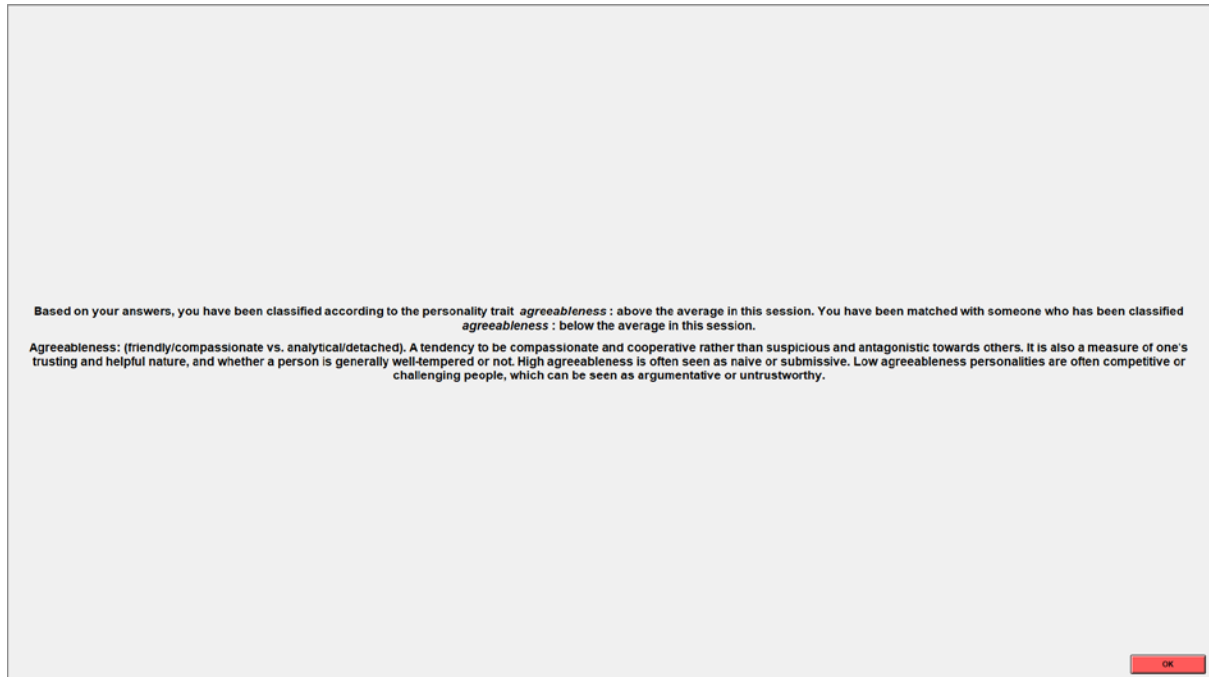 Based on your answers, you have been classified according to the personality trait agreeableness : above the average in this session. You have been matched with someone who has been classified
agreeableness : below the average in this session.
Agreeableness: (friendly/compassionate vs. analytical/detached). A tendency to be compassionate and cooperative rather than suspicious and antagonistic towards others. It is also a measure of one's
trusting and helpful nature, and whether a person is generally well-tempered or not. High agreeableness is often seen as naive or submissive. Low agreeableness personalities are often competitive or
challenging people, which can be seen as argumentative or untrustworthy.
OK